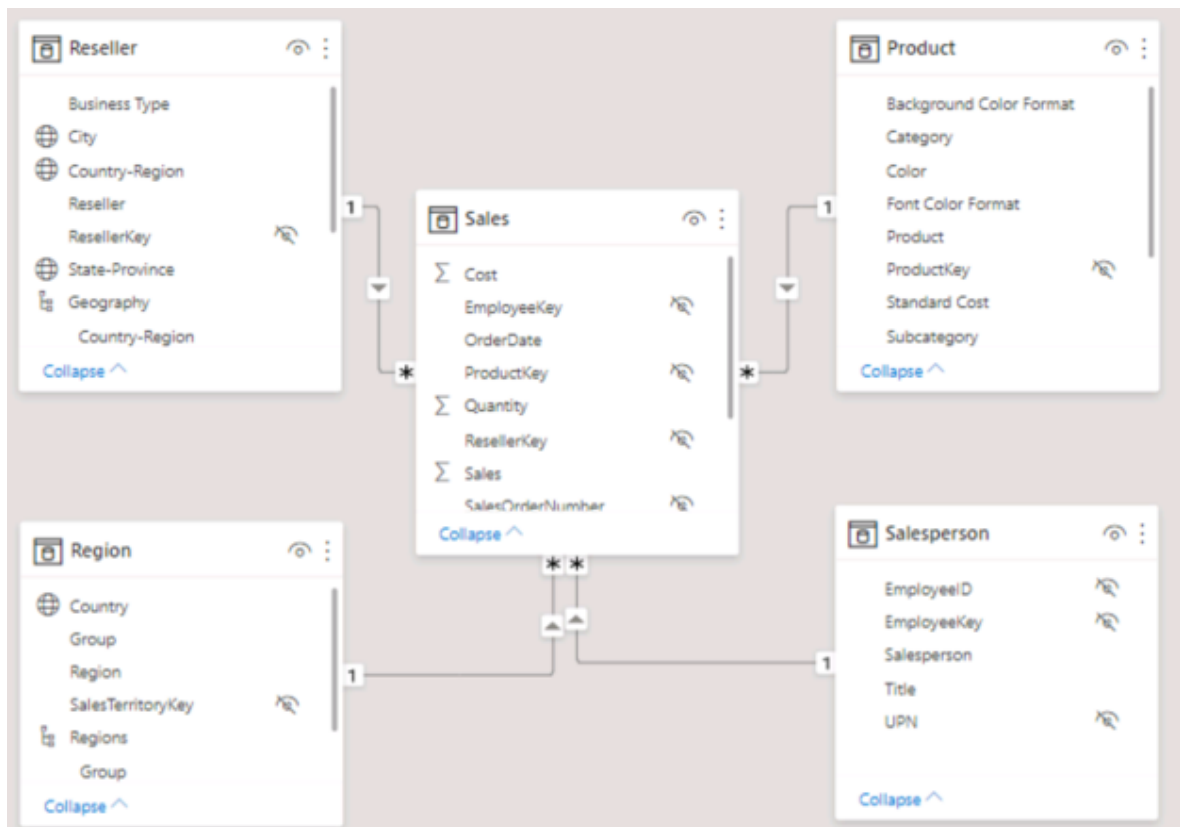 Reseller
Business Type
City
Country-Region
Reseller
ResellerKey
State-Province
Geography
Country-Region
Collapse
1
*
Product
Background Color Format
Category
Color
Font Color Format
Product
ProductKey
Standard Cost
Subcategory
Collapse
1
*
Sales
Σ Cost
EmployeeKey
OrderDate
ProductKey
Σ Quantity
ResellerKey
Σ Sales
SalesOrderNumber
Collapse
* *
Region
Country
Group
Region
SalesTerritoryKey
Regions
Group
Collapse
1
Salesperson
EmployeeID
EmployeeKey
Salesperson
Title
UPN
Collapse
1